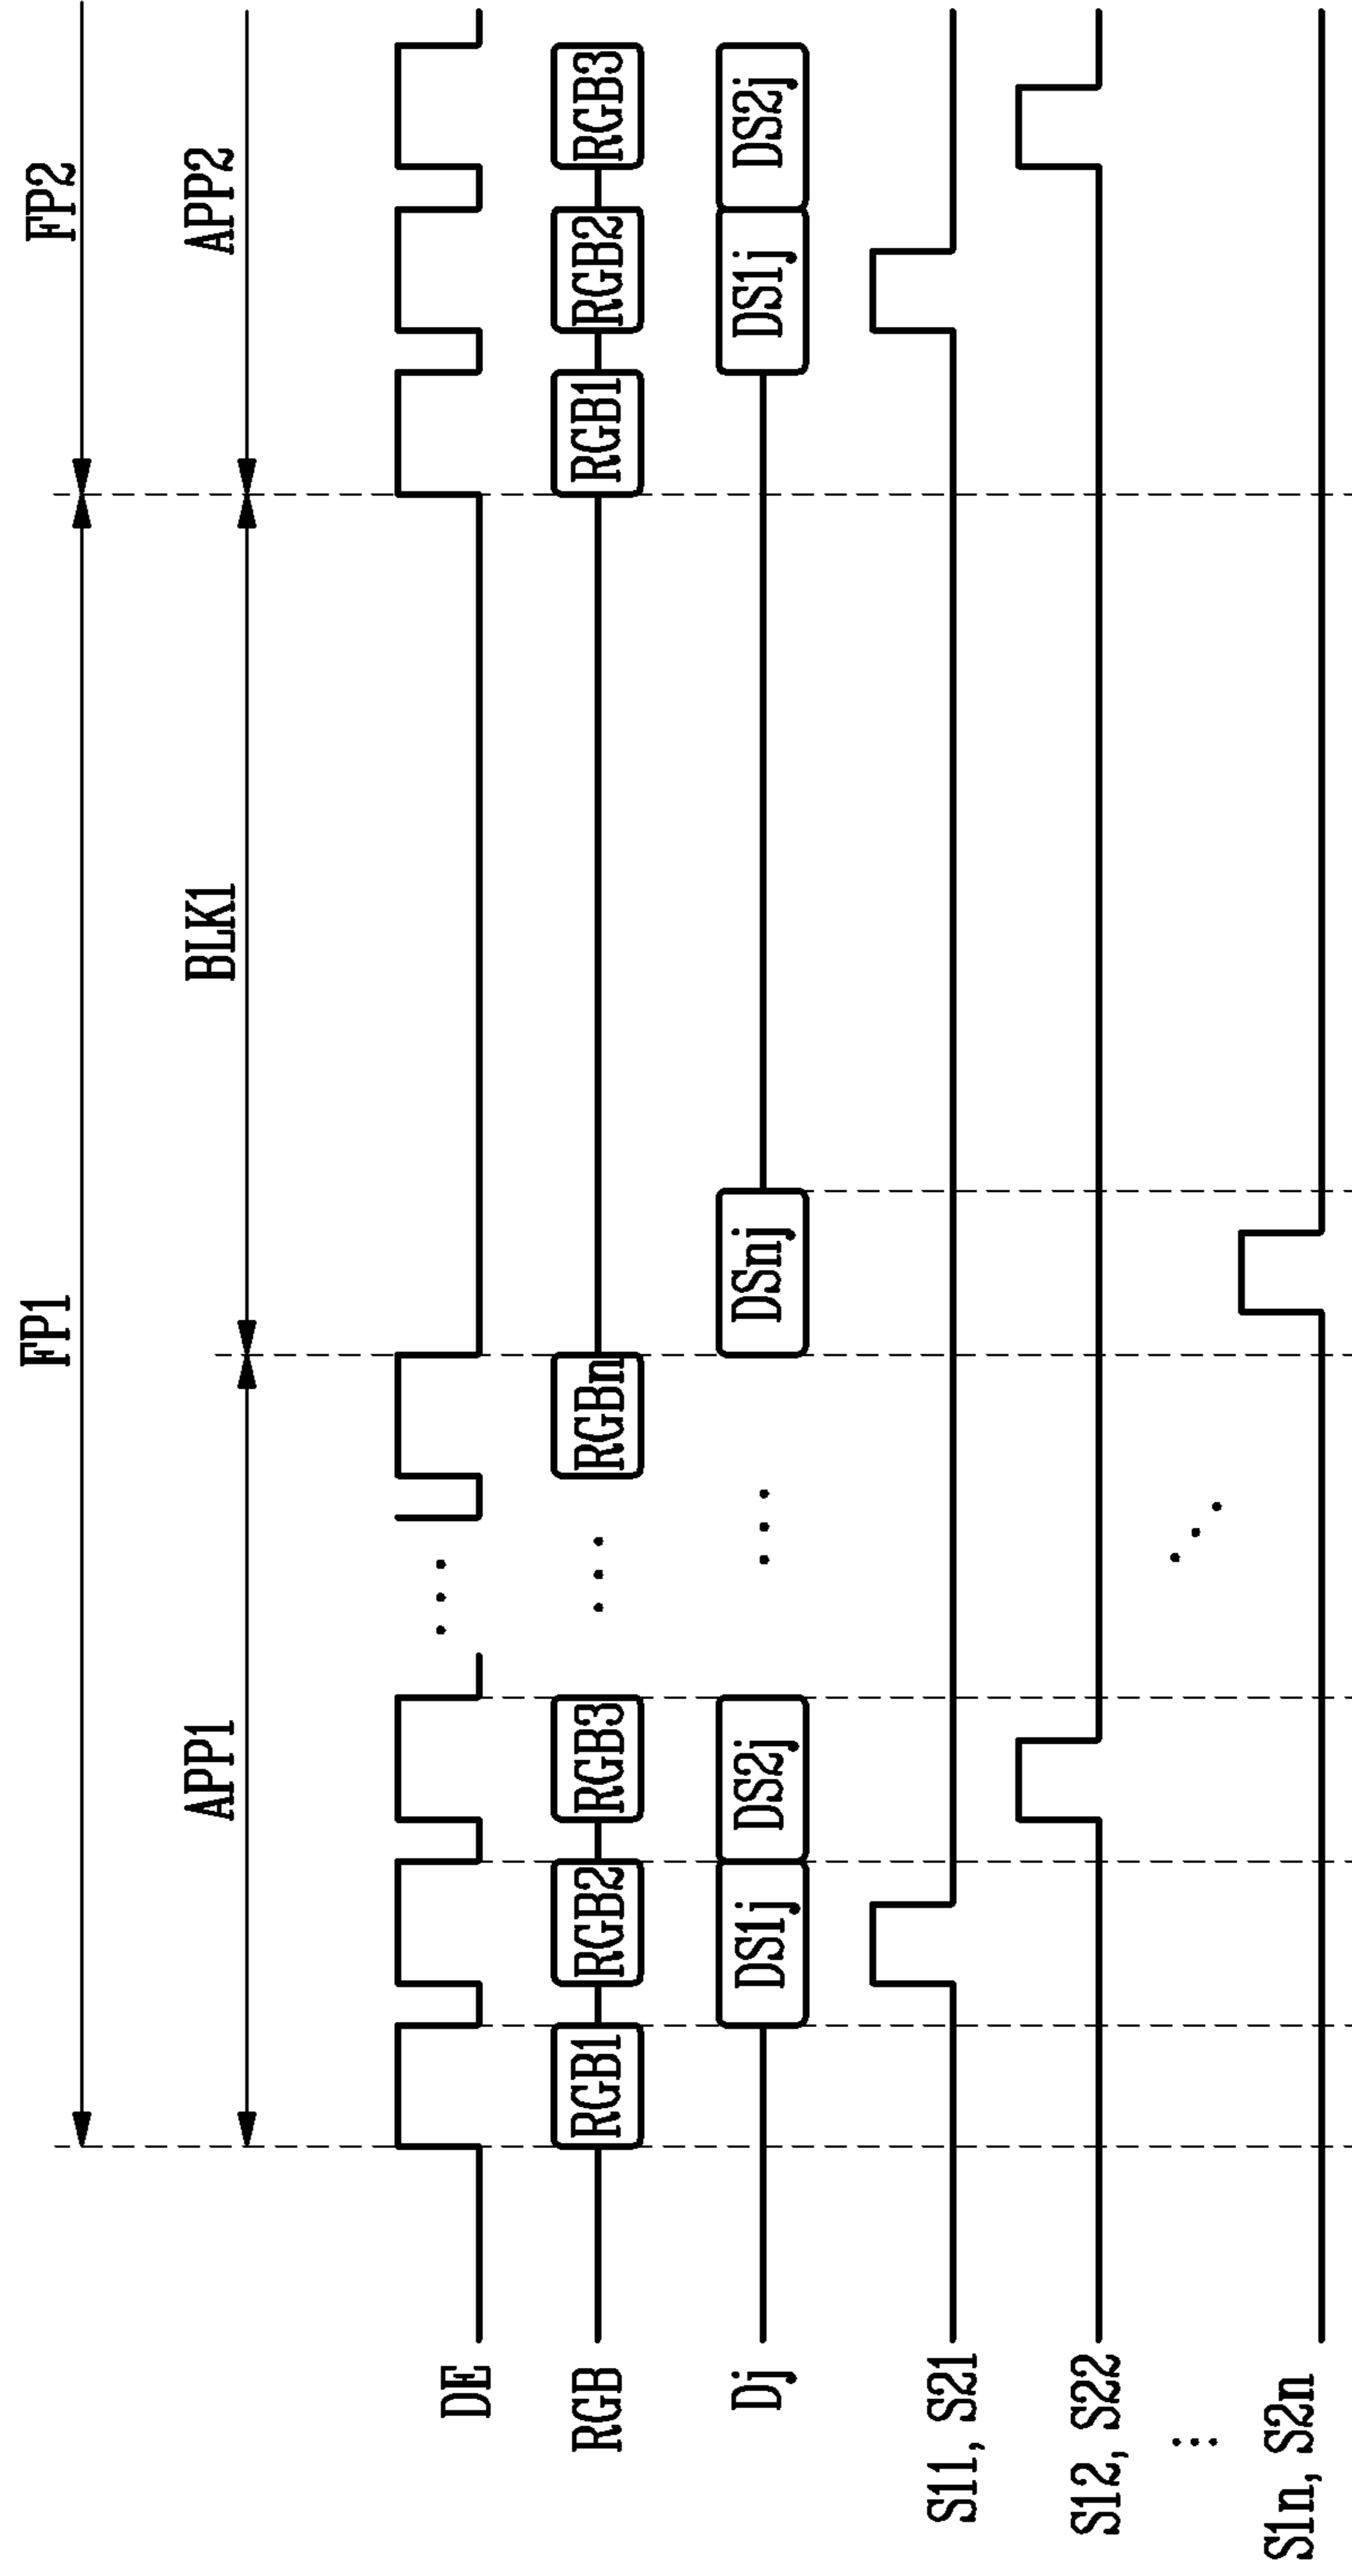 FP1 FP2
APP1 BLK1 APP2
DE
RGB RGB1 RGB2 RGB3 RGBn RGB1 RGB2 RGB3
Dj DS1j DS2j DSnj DS1j DS2j
S11, S21
S12, S22
S1n, S2n